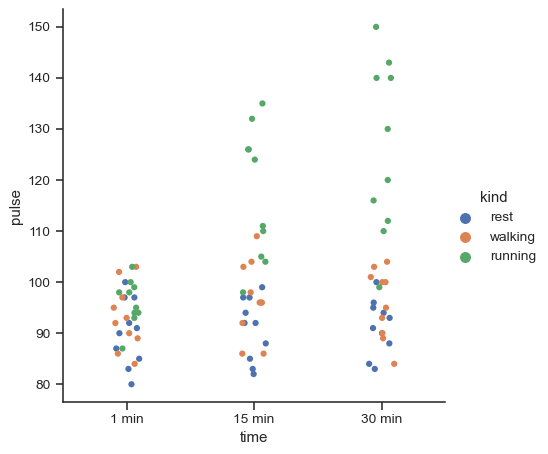 150
140
130
120
110
100
90
80
pulse
1 min
15 min
30 min
time
kind
rest
walking
running